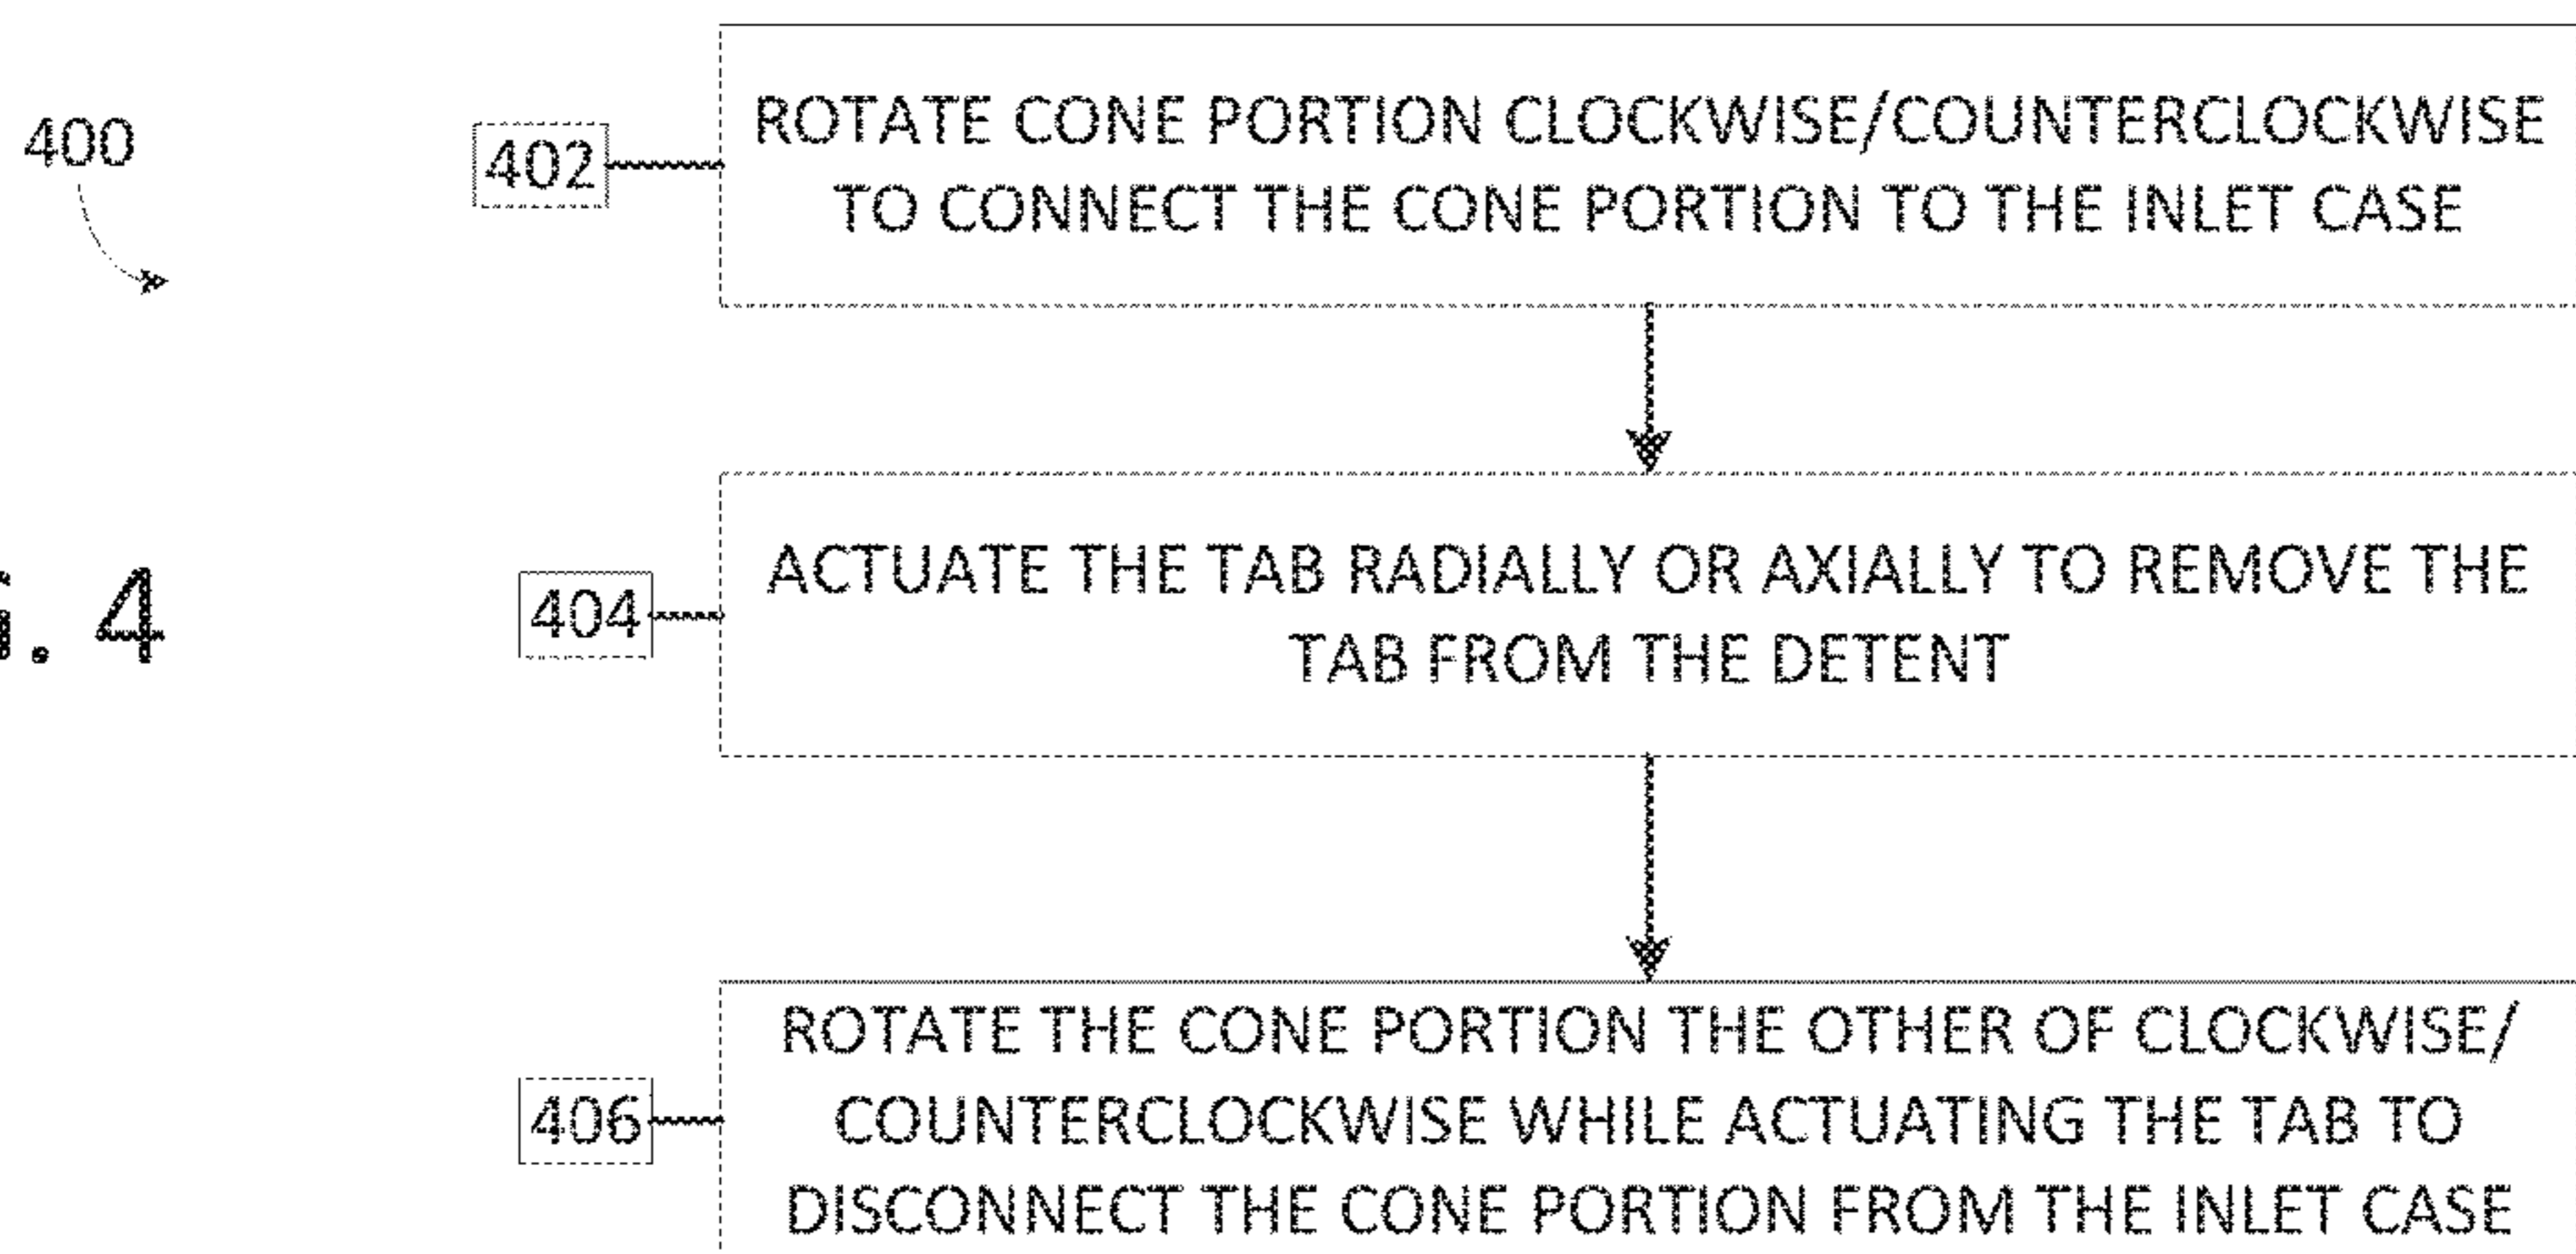 400
402
ROTATE CONE PORTION CLOCKWISE/COUNTERCLOCKWISE
TO CONNECT THE CONE PORTION TO THE INLET CASE
404
ACTUATE THE TAB RADIALLY OR AXIALLY TO REMOVE THE
TAB FROM THE DETENT
G. 4
406
ROTATE THE CONE PORTION THE OTHER OF CLOCKWISE/
COUNTERCLOCKWISE WHILE ACTUATING THE TAB TO
DISCONNECT THE CONE PORTION FROM THE INLET CASE